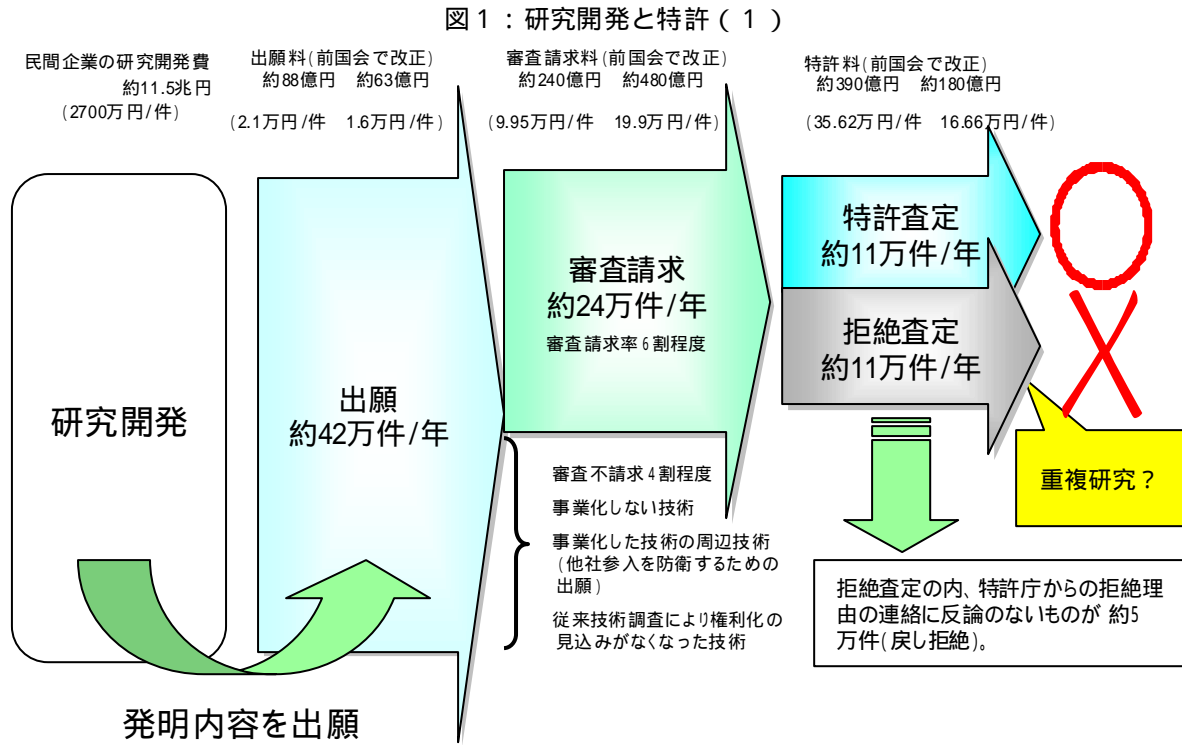 図1：研究開発と特許（1）
民間企業の研究開発費
約11.5兆円
(2700万円/件)
出願料(前国会で改正)
約88億円　約63億円
(2.1万円/件　1.6万円/件)
審査請求料(前国会で改正)
約240億円　約480億円
(9.95万円/件　19.9万円/件)
特許料(前国会で改正)
約390億円　約180億円
(35.62万円/件　16.66万円/件)
研究開発
出願
約42万件/年
審査請求
約24万件/年
審査請求率6割程度
特許査定
約11万件/年
拒絶査定
約11万件/年
重複研究？
審査不請求4割程度
事業化しない技術
事業化した技術の周辺技術
(他社参入を防衛するための
出願)
従来技術調査により権利化の
見込みがなくなった技術
拒絶査定の内、特許庁からの拒絶理
由の連絡に反論のないものが 約5
万件(戻し拒絶)。
発明内容を出願